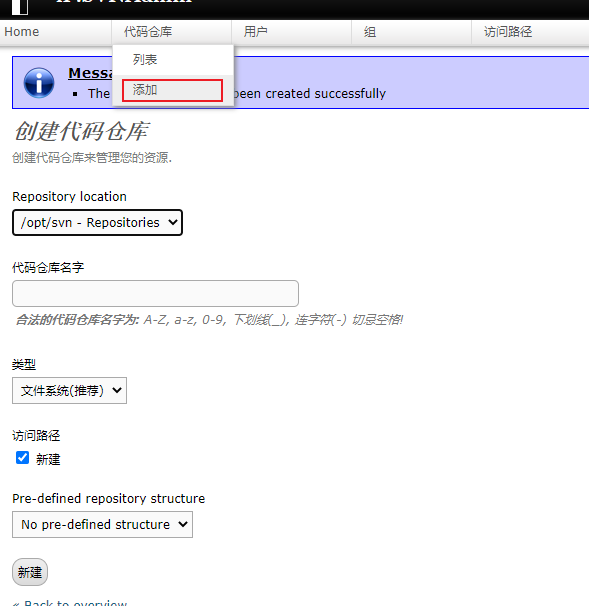 Home 代码仓库 用户 组 访问路径
列表
添加
The been created successfully
创建代码仓库
创建代码仓库来管理您的资源.
Repository location
/opt/svn - Repositories
代码仓库名字
合法的代码仓库名字为: A-Z, a-z, 0-9, 下划线(_), 连字符(-) 切忌空格!
类型
文件系统(推荐)
访问路径
新建
Pre-defined repository structure
No pre-defined structure
新建
« Back to overview